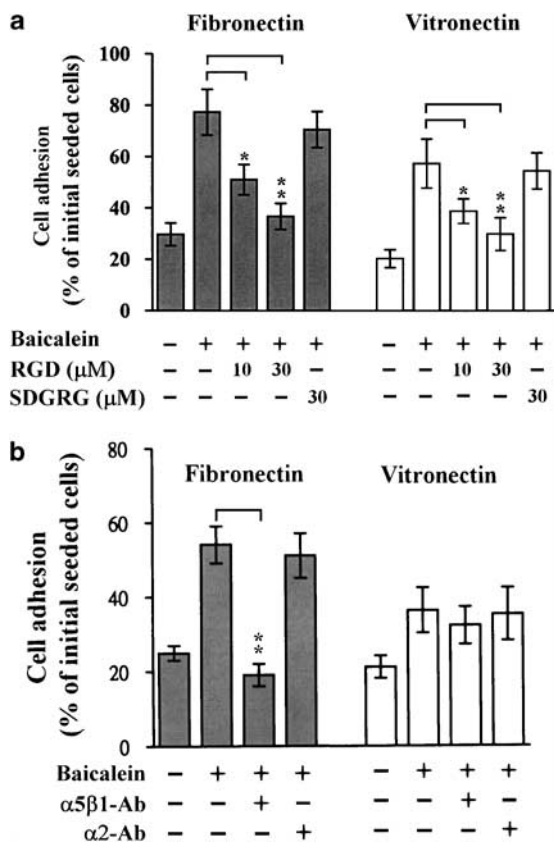 a
Fibronectin Vitronectin
Cell adhesion
(% of initial seeded cells)
100
80
60
40
20
0
* ** * **
Baicalein − + + + + − + + + +
RGD (μM) − − 10 30 − − − 10 30 −
SDGRG (μM) − − − − 30 − − − − 30
b
Fibronectin Vitronectin
Cell adhesion
(% of initial seeded cells)
80
60
40
20
0
**
Baicalein − + + + − + + +
α5β1-Ab − − + − − − + −
α2-Ab − − − + − − − +